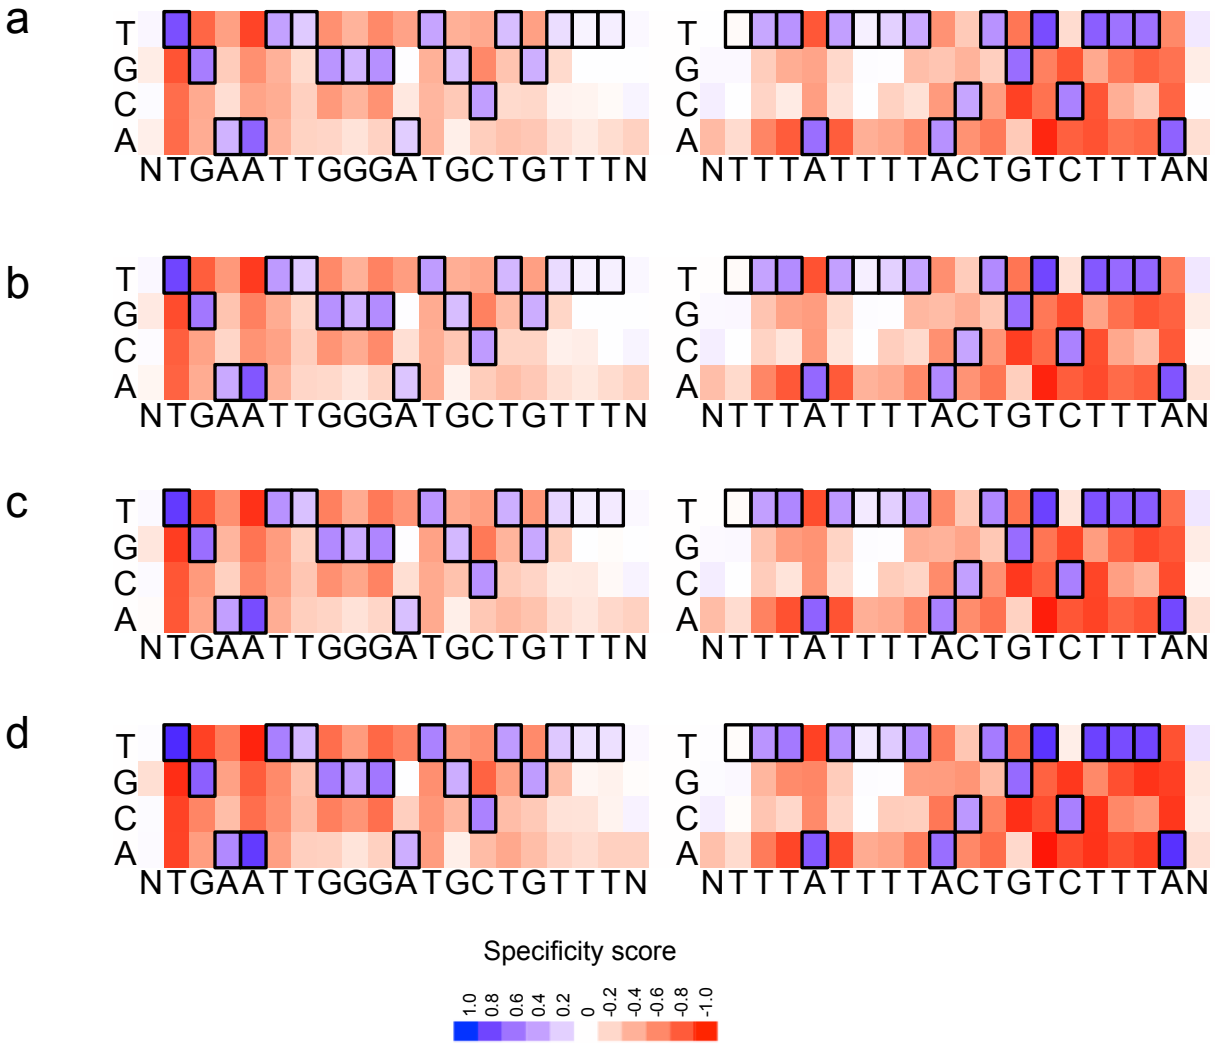 a
T T
G G
C C
A A
NTGAATTGGGATGCTGTTTN NTTTATTTTACTGTCTTTAN
b
T T
G G
C C
A A
NTGAATTGGGATGCTGTTTN NTTTATTTTACTGTCTTTAN
c
T T
G G
C C
A A
NTGAATTGGGATGCTGTTTN NTTTATTTTACTGTCTTTAN
d
T T
G G
C C
A A
NTGAATTGGGATGCTGTTTN NTTTATTTTACTGTCTTTAN
Specificity score
1.0 0.8 0.6 0.4 0.2 0 -0.2 -0.4 -0.6 -0.8 -1.0